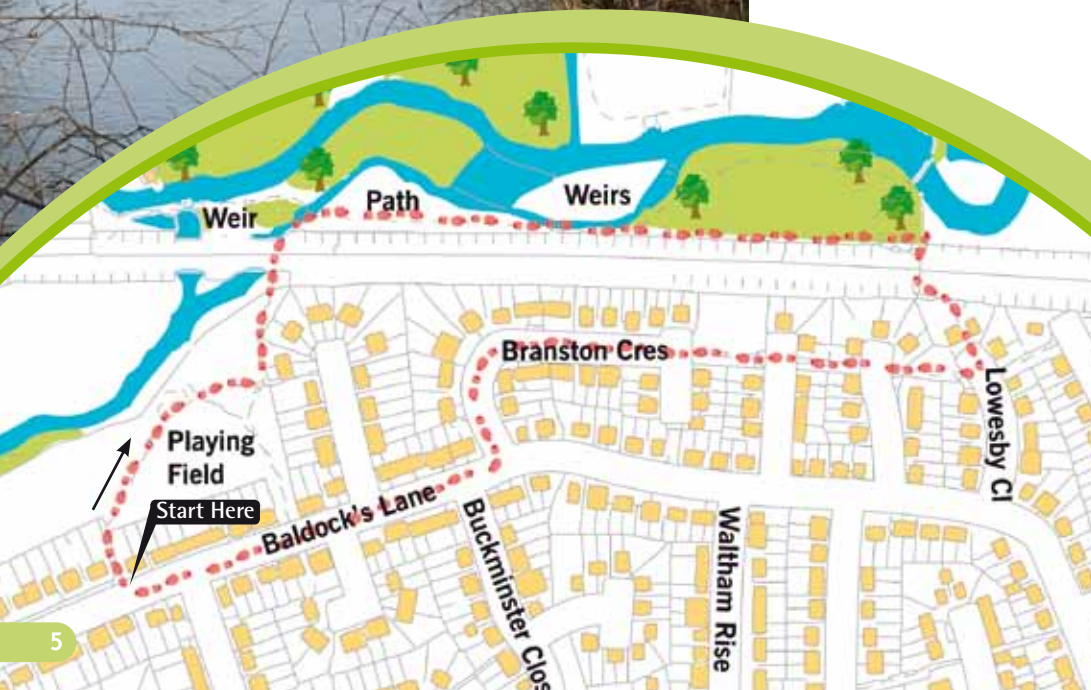 Weir
Path
Weirs
Branston Cres
Lowesby Cl
Playing
Field
Start Here
Baldock's Lane
Buckminster Clos
Waltham Rise
5